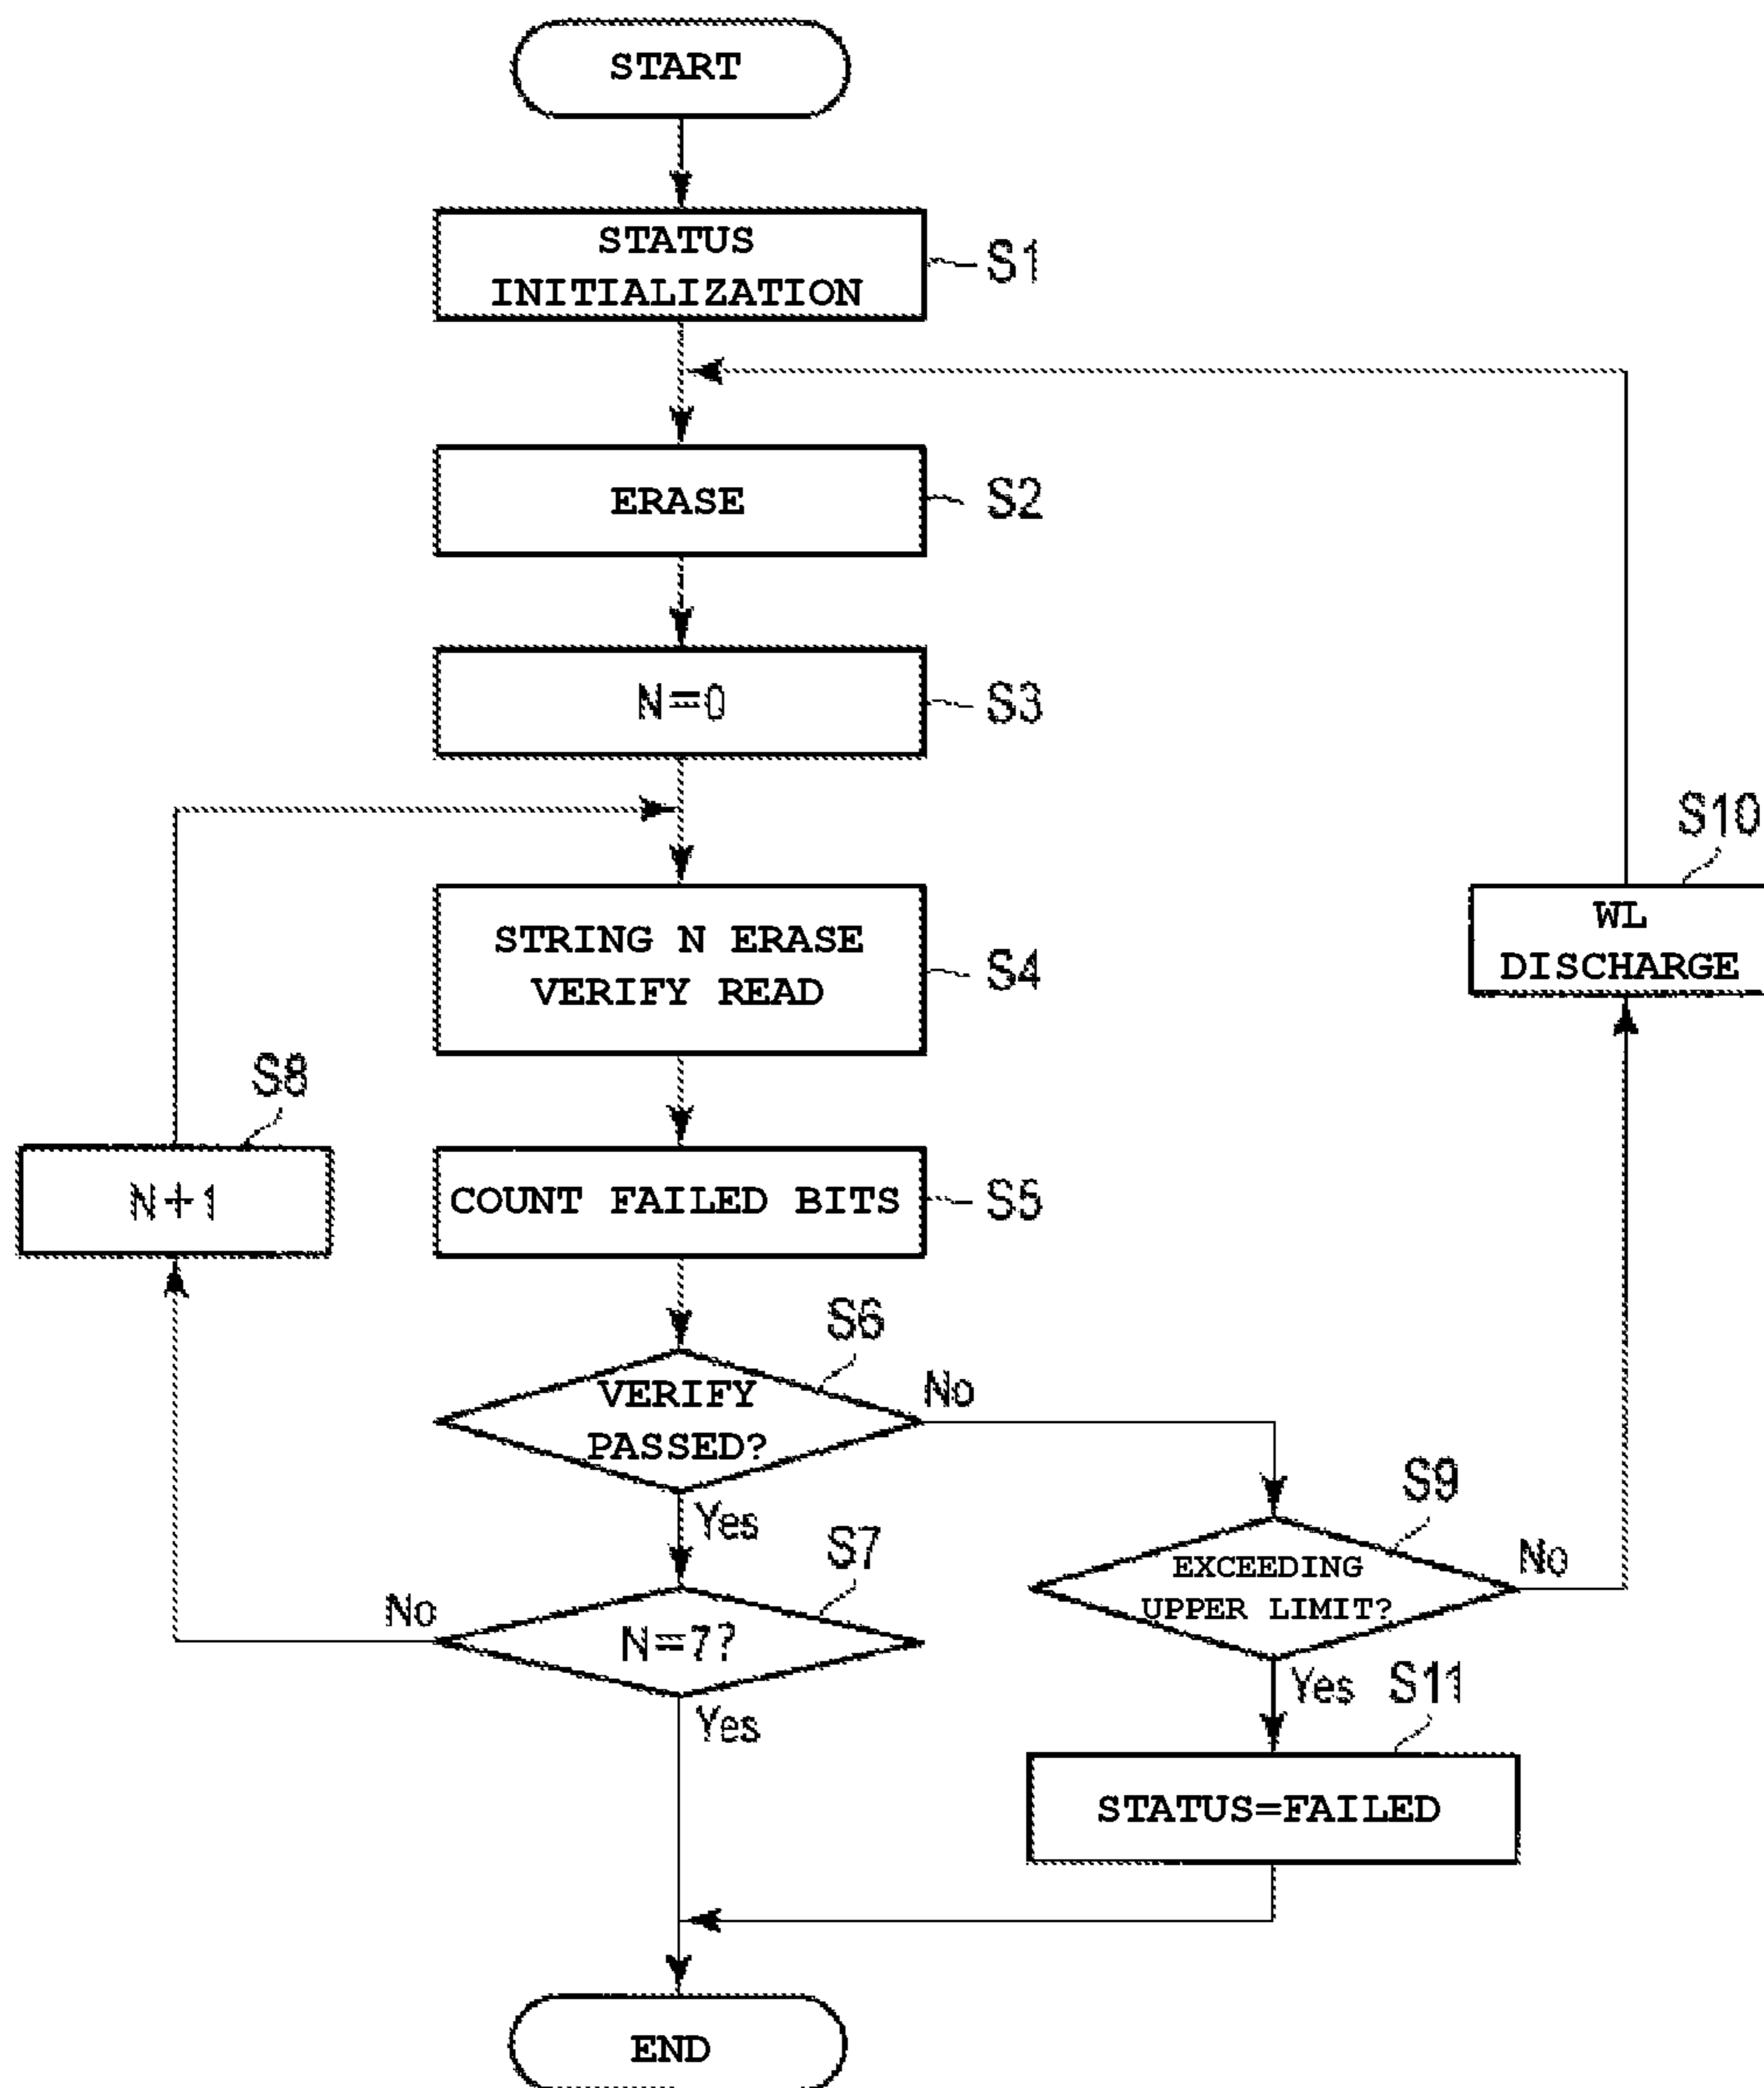 START
STATUS
INITIALIZATION
S1
ERASE
S2
N=0
S3
S10
WL
DISCHARGE
STRING N ERASE
VERIFY READ
S4
S8
N+1
COUNT FAILED BITS
S5
S6
VERIFY
PASSED?
No
Yes
S9
EXCEEDING
UPPER LIMIT?
No
S7
No
N=7?
Yes
Yes
S11
STATUS=FAILED
END